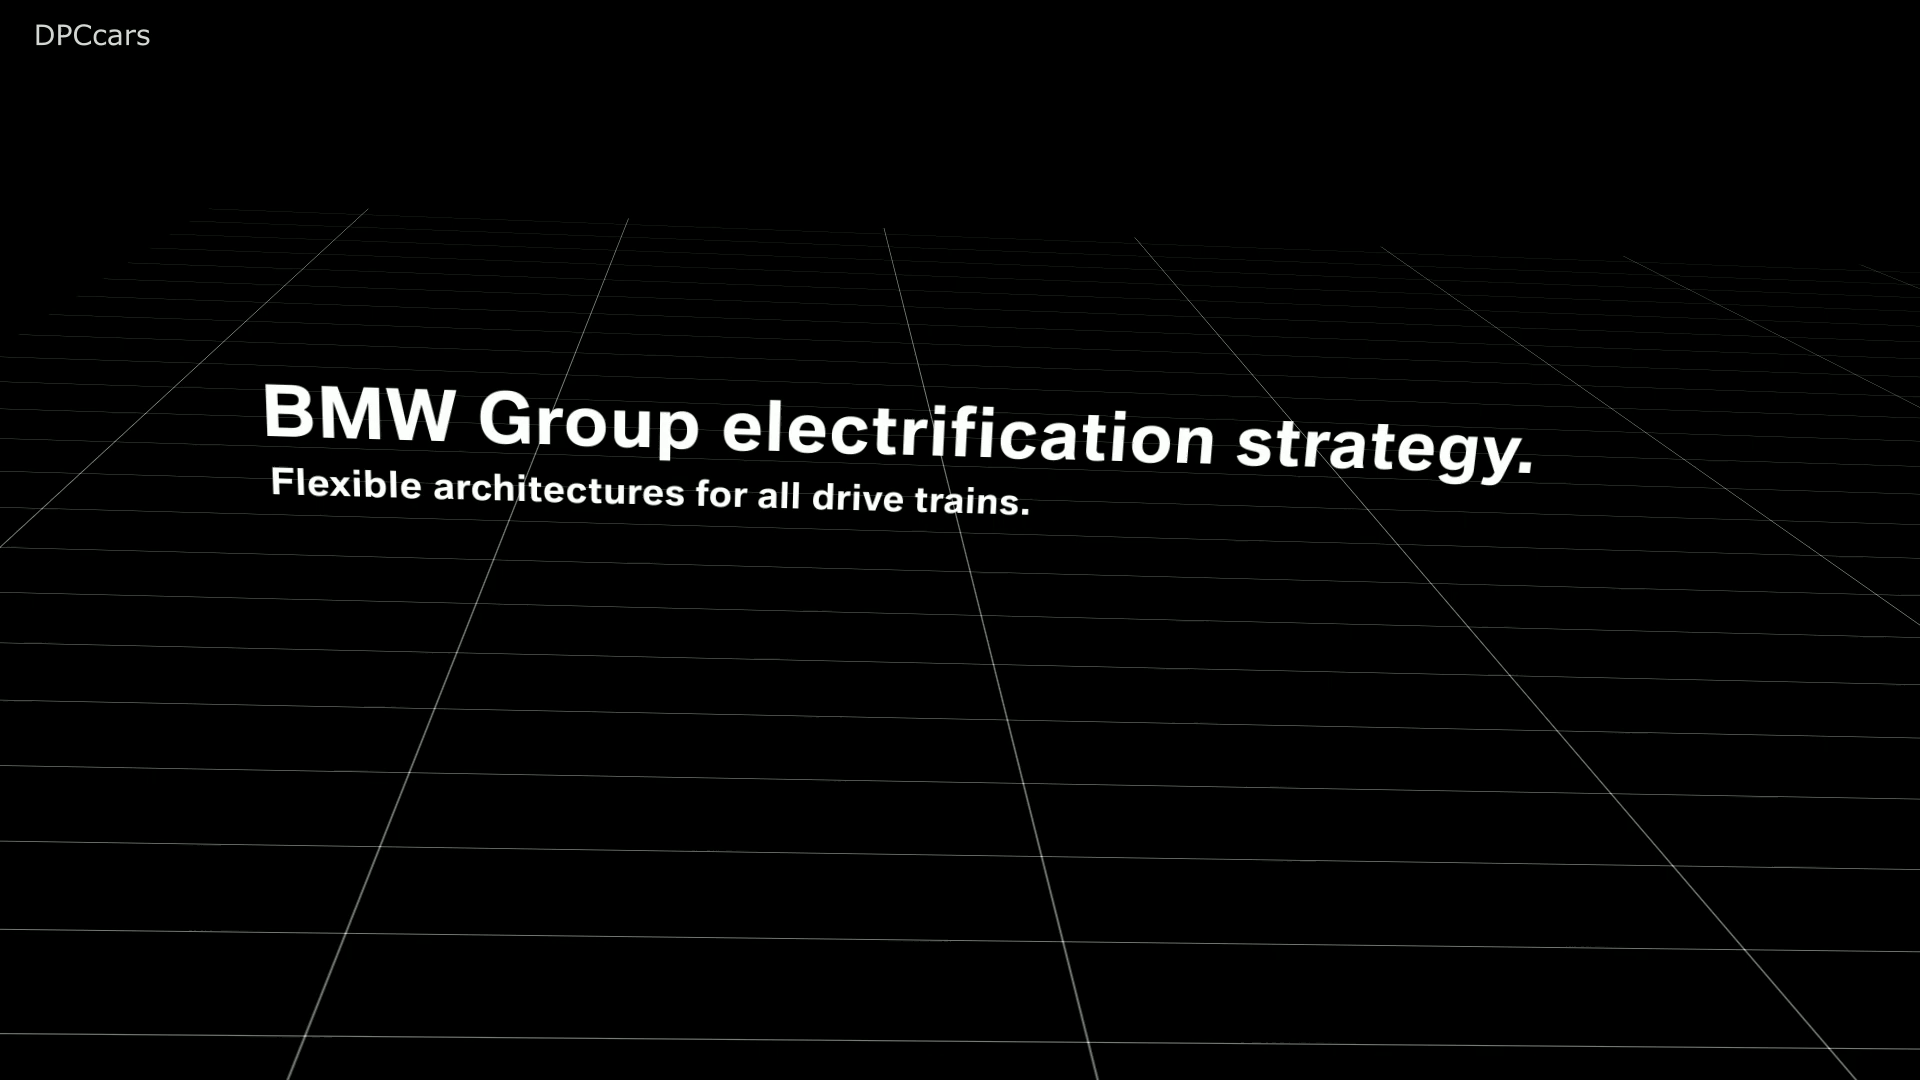 DPCcars
BMW Group electrification strategy.
Flexible architectures for all drive trains.